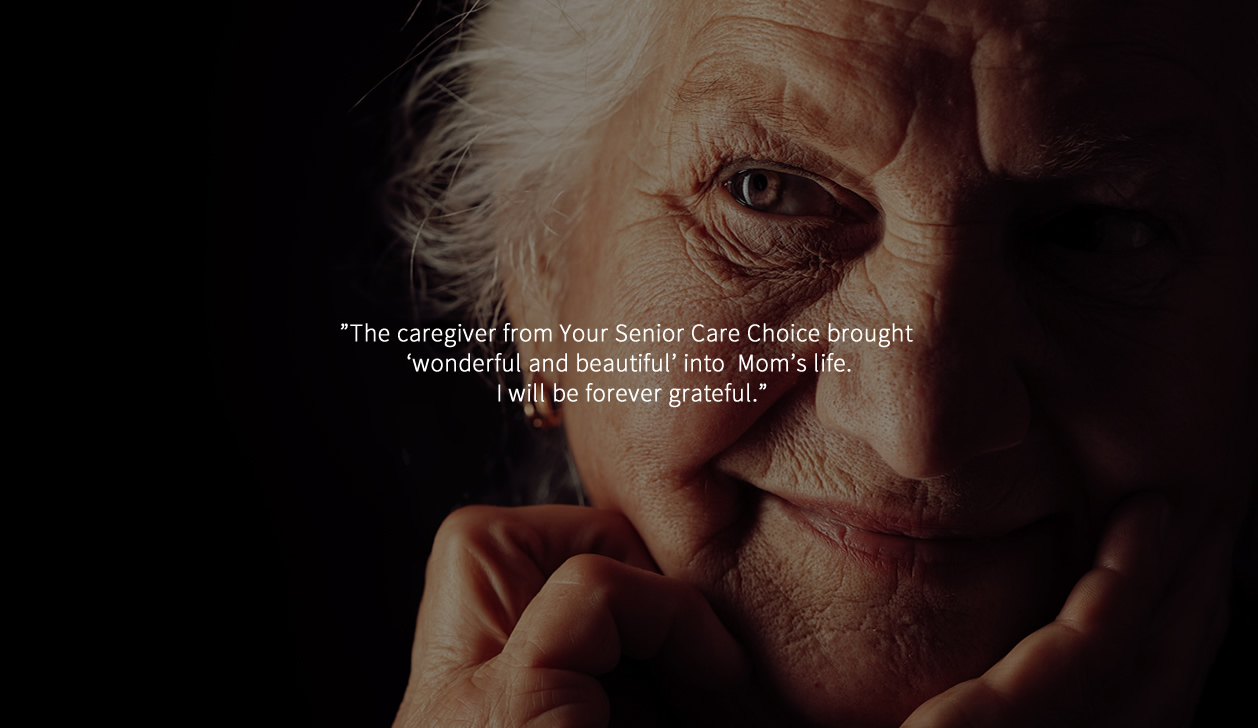 ”The caregiver from Your Senior Care Choice brought
‘wonderful and beautiful’ into  Mom’s life.
I will be forever grateful.”